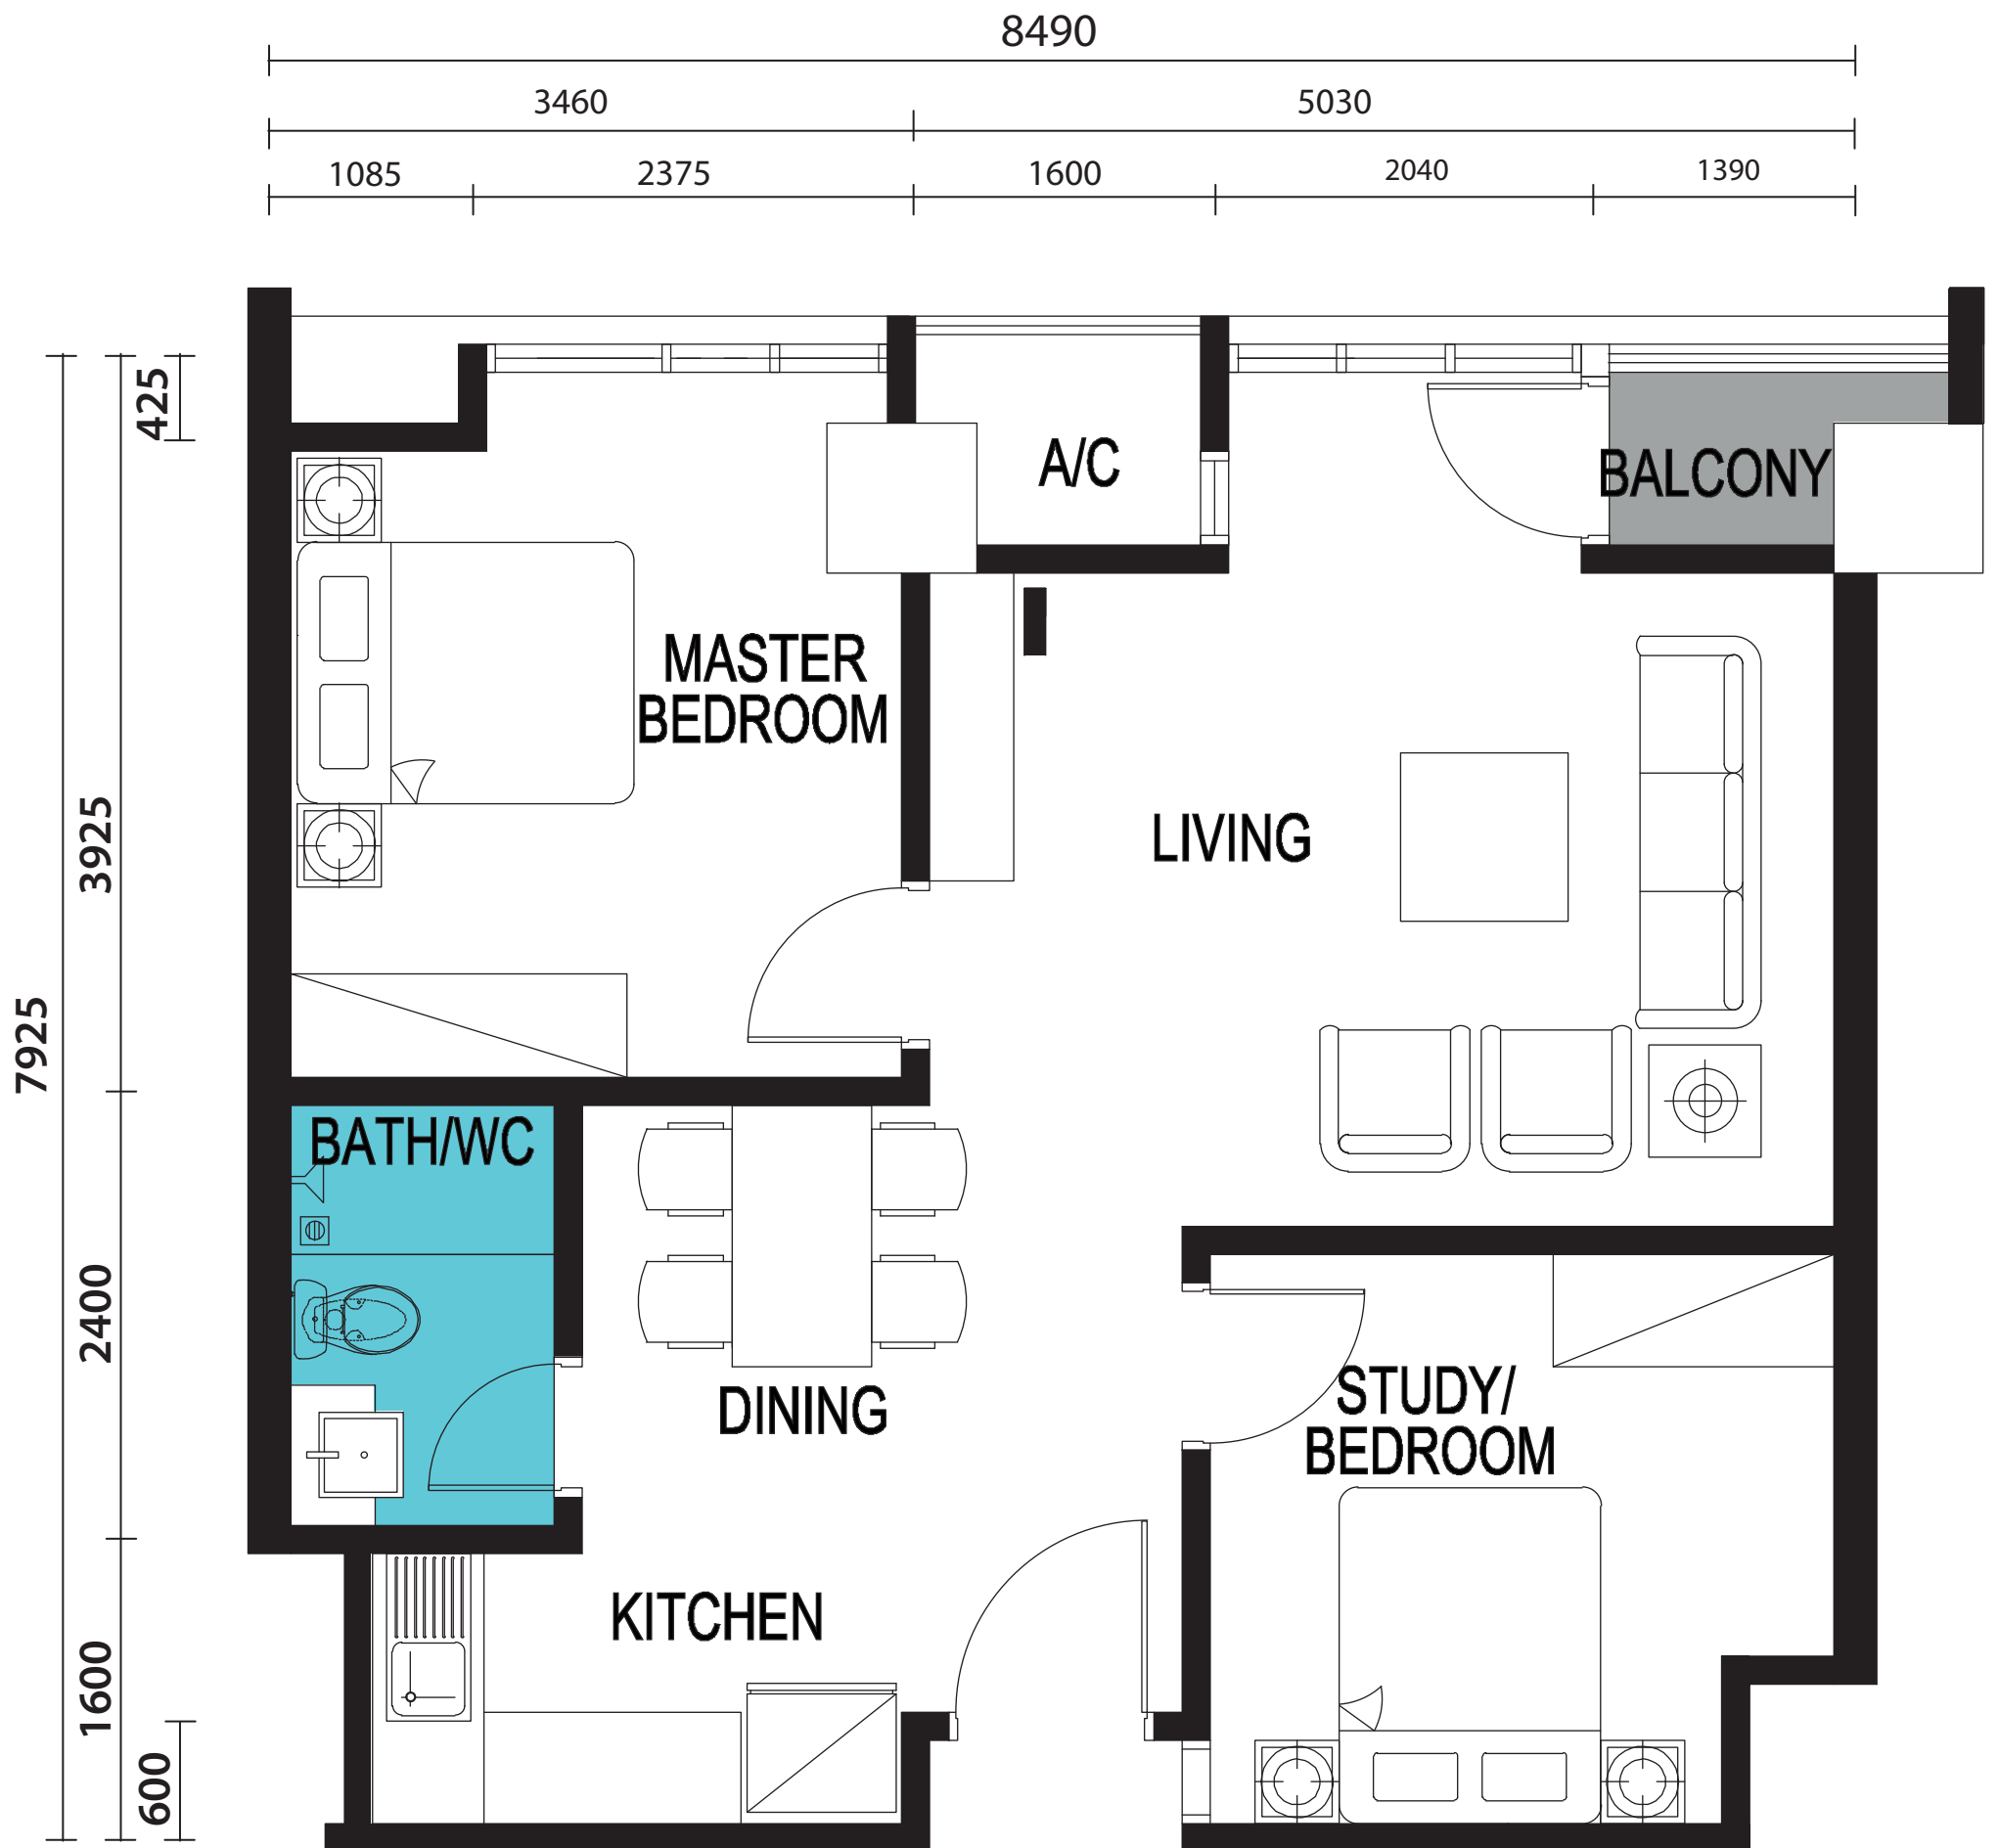 8490
3460
5030
1085
2375
1600
2040
1390
425
3925
7925
2400
1600
600
A/C
BALCONY
MASTER
BEDROOM
LIVING
BATH/WC
DINING
STUDY/
BEDROOM
KITCHEN